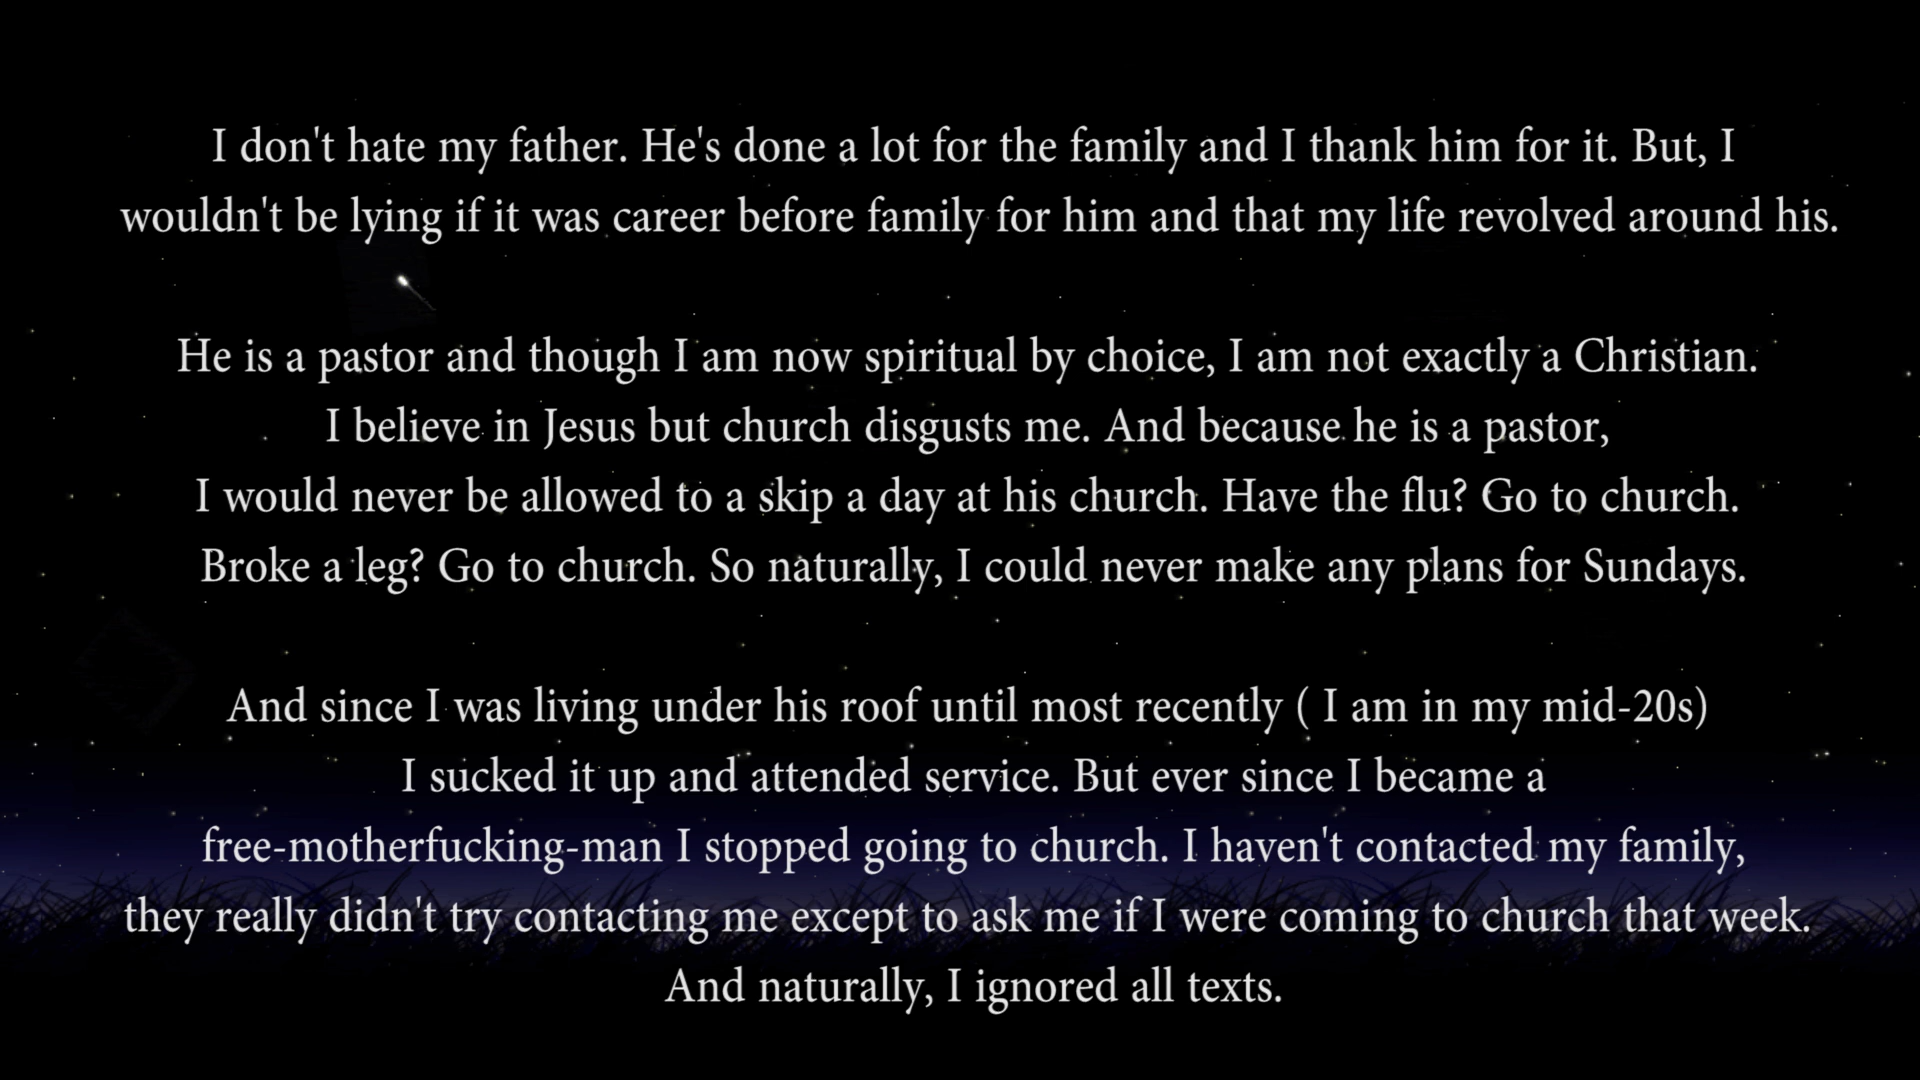 I don't hate my father. He's done a lot for the family and I thank him for it. But, I
wouldn't be lying if it was career before family for him and that my life revolved around his.
He is a pastor and though I am now spiritual by choice, I am not exactly a Christian.
I believe in Jesus but church disgusts me. And because he is a pastor,
I would never be allowed to a skip a day at his church. Have the flu? Go to church.
Broke a leg? Go to church. So naturally, I could never make any plans for Sundays.
And since I was living under his roof until most recently ( I am in my mid-20s)
I sucked it up and attended service. But ever since I became a
free-motherfucking-man I stopped going to church. I haven't contacted my family,
they really didn't try contacting me except to ask me if I were coming to church that week.
And naturally, I ignored all texts.